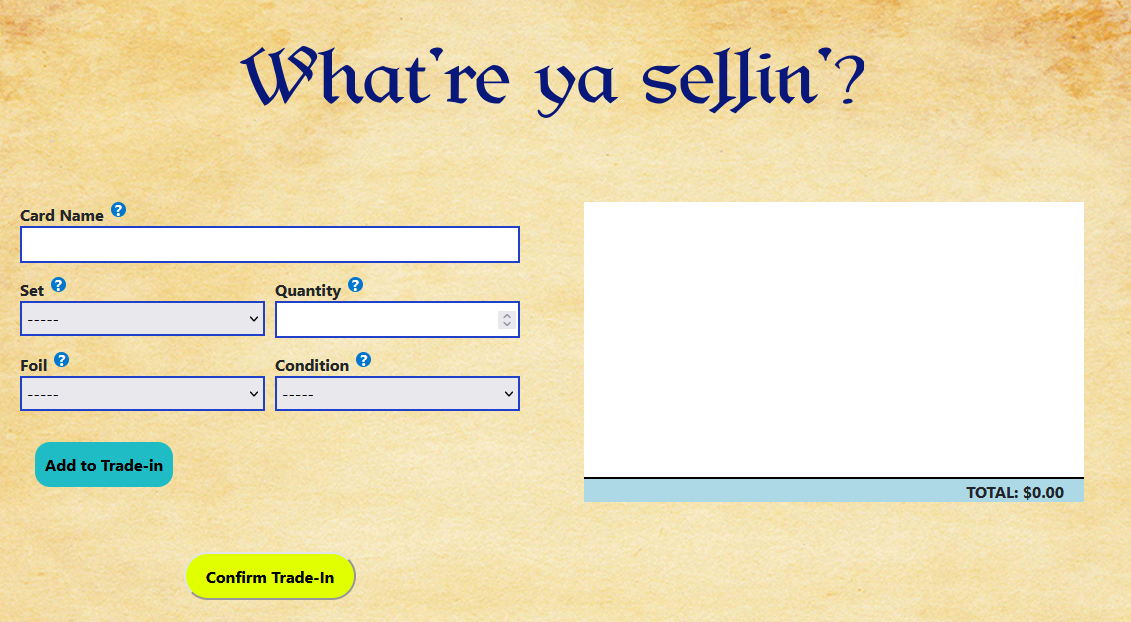 What're ya sellin'?
Card Name ?
Set ?
Quantity ?
-----
Foil ?
Condition ?
-----
-----
Add to Trade-in
TOTAL: $0.00
Confirm Trade-In